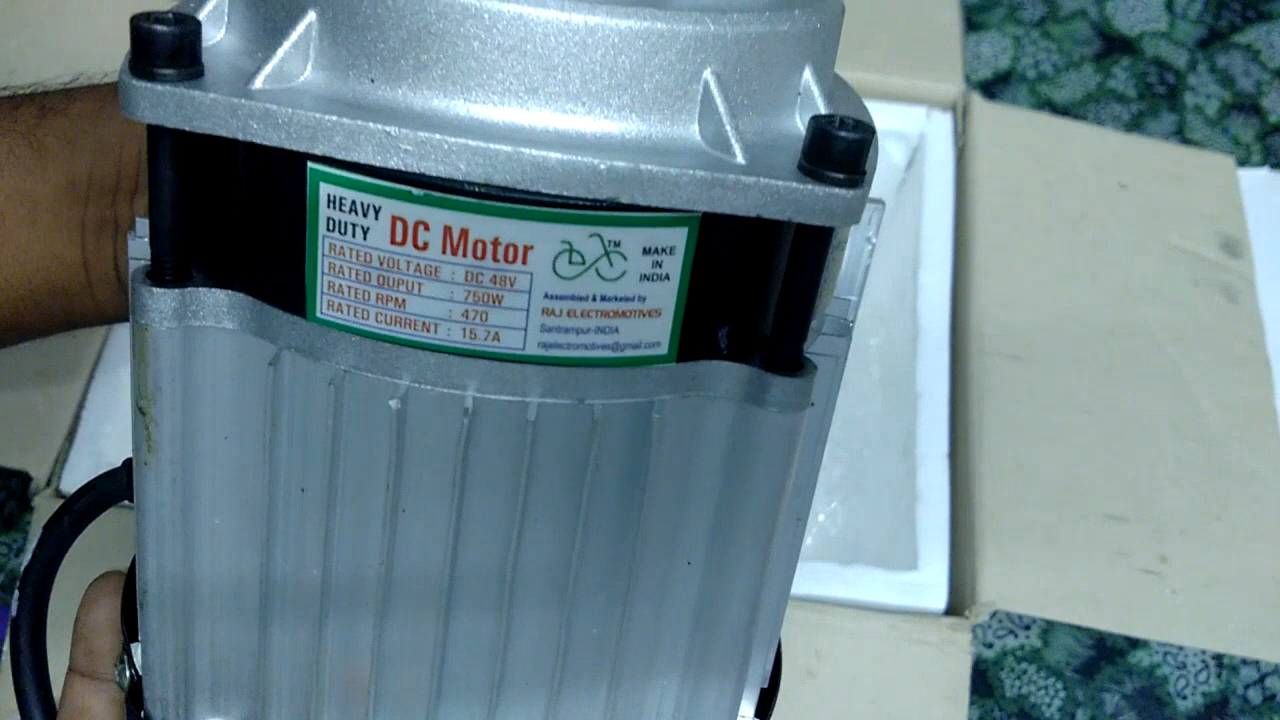 HEAVY
DUTY
DC Motor
RATED VOLTAGE : DC 48V
RATED OUPUT : 750W
RATED RPM : 470
RATED CURRENT : 15.7A
TM
MAKE
IN
INDIA
Assembled & Marketed by
RAJ ELECTROMOTIVES
Santrampur-INDIA
rajelectromotives@gmail.com